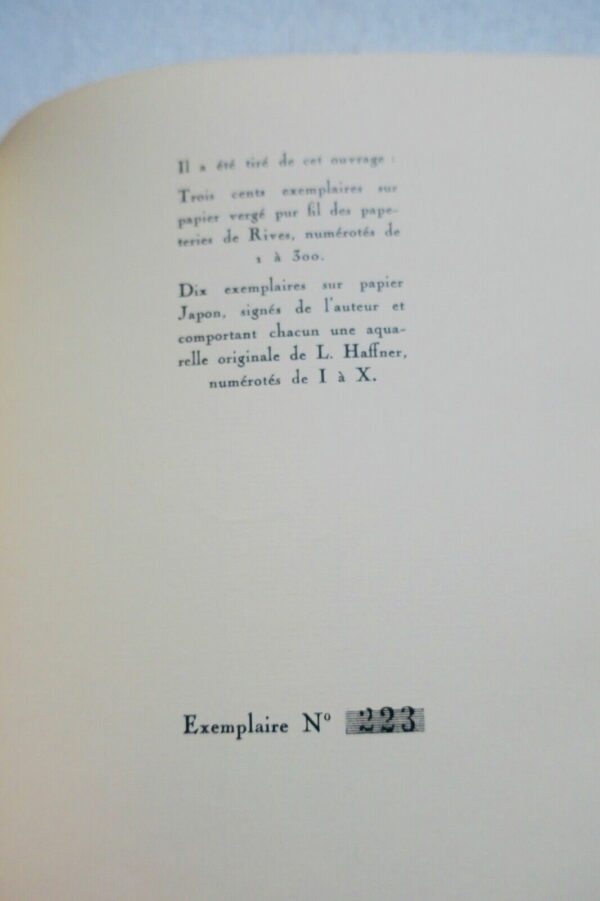 Il a été tiré de cet ouvrage :
Trois cents exemplaires sur
papier vergé pur fil des pape-
teries de Rives, numérotés de
1 à 300.
Dix exemplaires sur papier
Japon, signés de l'auteur et
comportant chacun une aqua-
relle originale de L. Haffner,
numérotés de I à X.
Exemplaire Nº 223